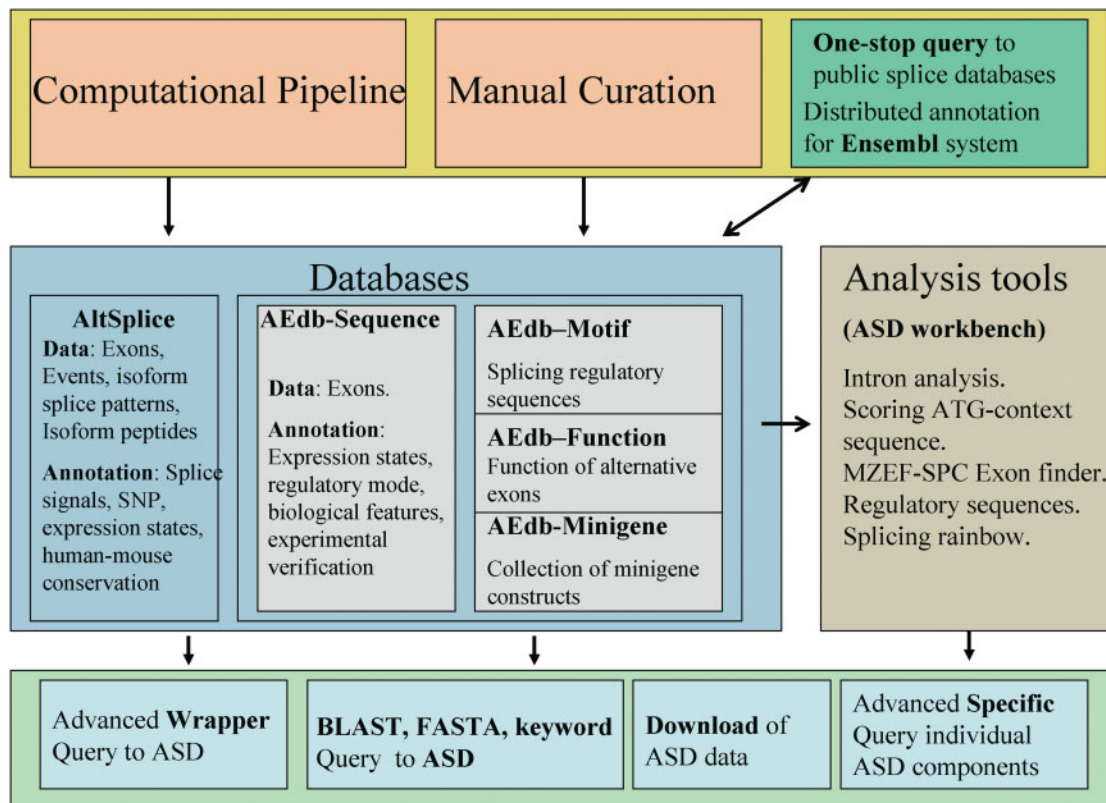 Computational Pipeline
Manual Curation
One-stop query to
public splice databases
Distributed annotation
for Ensembl system
Databases
AltSplice
Data: Exons,
Events, isoform
splice patterns,
Isoform peptides
Annotation: Splice
signals, SNP,
expression states,
human-mouse
conservation
AEdb-Sequence
Data: Exons.
Annotation:
Expression states,
regulatory mode,
biological features,
experimental
verification
AEdb–Motif
Splicing regulatory
sequences
AEdb–Function
Function of alternative
exons
AEdb-Minigene
Collection of minigene
constructs
Analysis tools
(ASD workbench)
Intron analysis.
Scoring ATG-context
sequence.
MZEF-SPC Exon finder.
Regulatory sequences.
Splicing rainbow.
Advanced Wrapper
Query to ASD
BLAST, FASTA, keyword
Query to ASD
Download of
ASD data
Advanced Specific
Query individual
ASD components